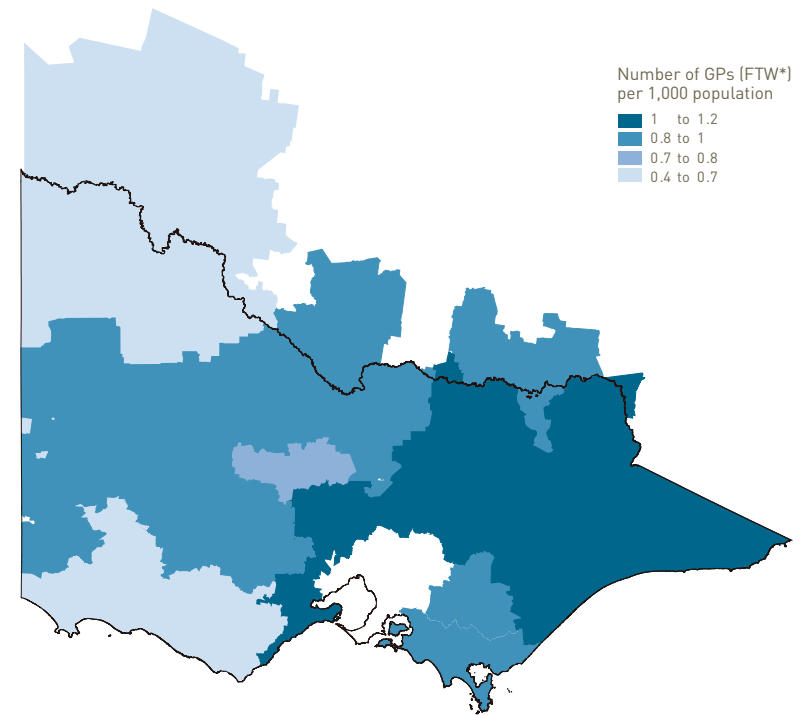 Number of GPs (FTW*)
per 1,000 population
1 to 1.2
0.8 to 1
0.7 to 0.8
0.4 to 0.7